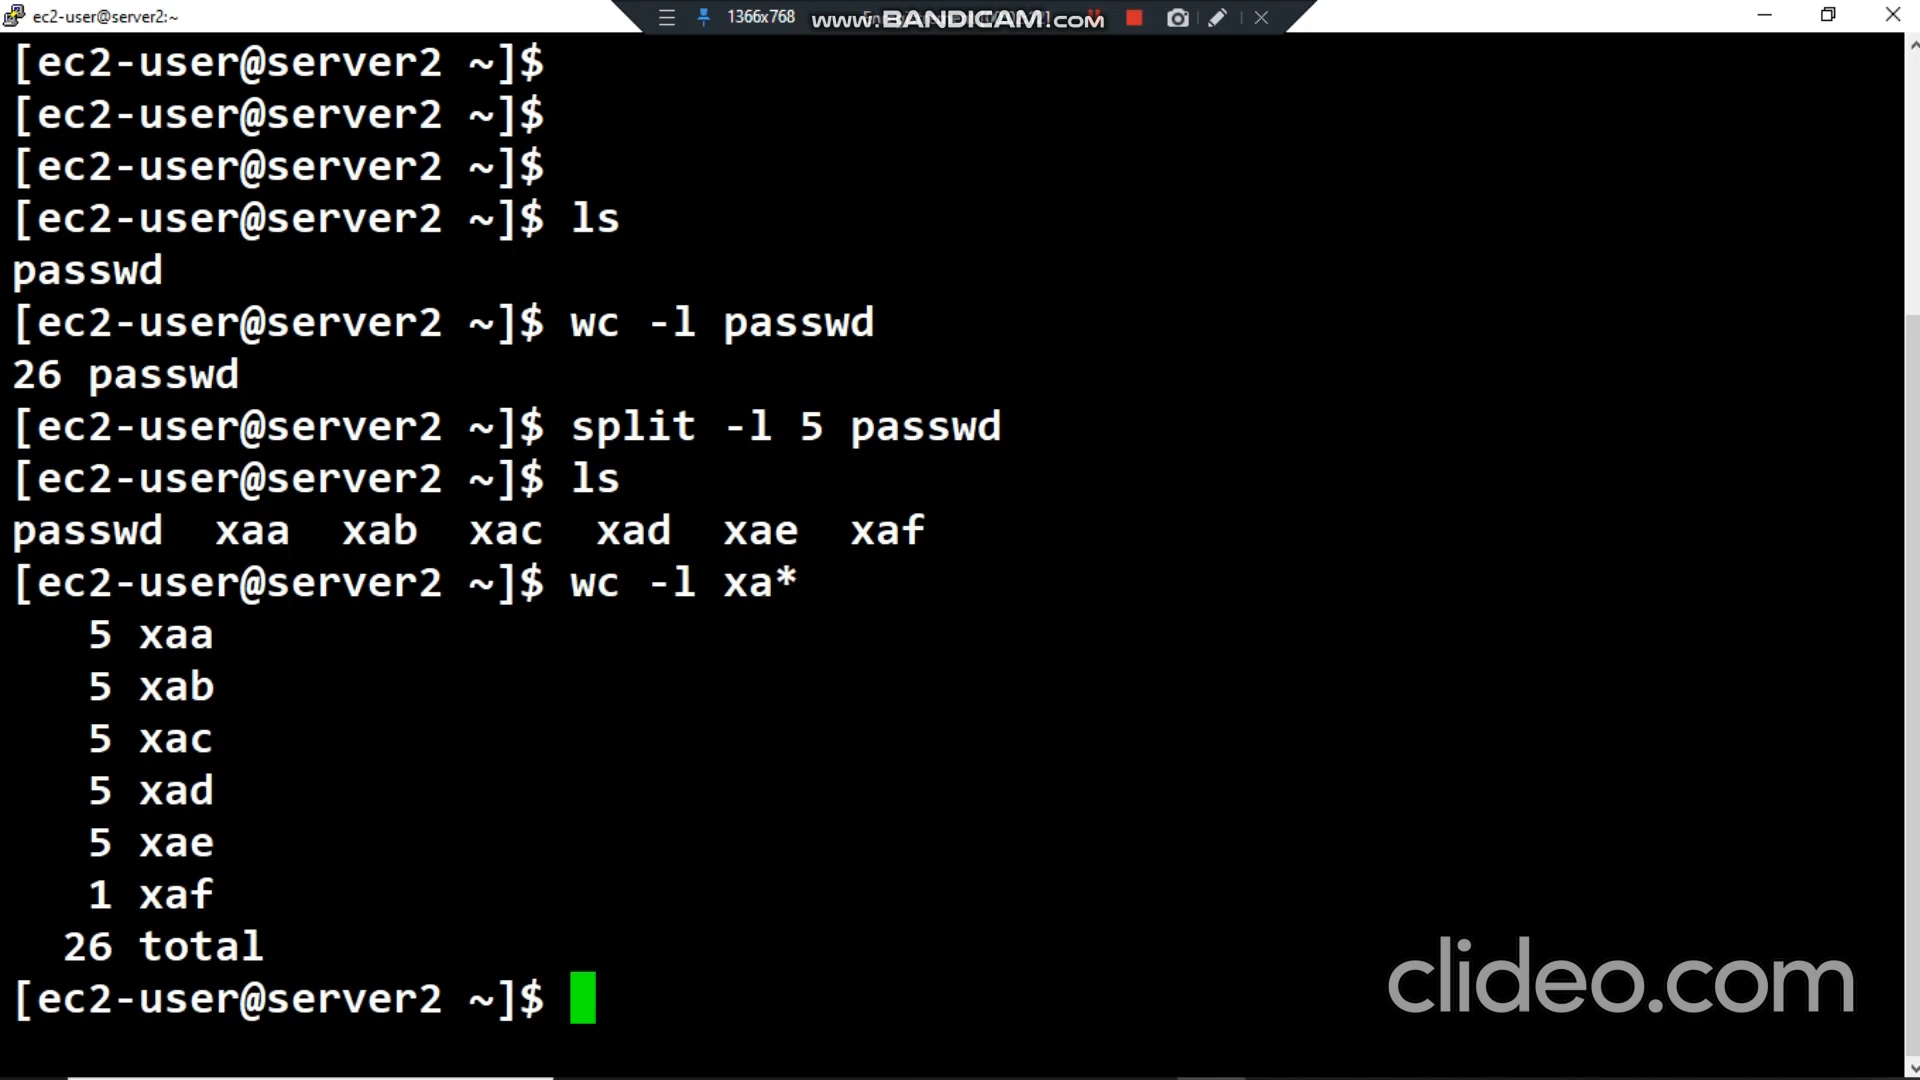 ec2-user@server2:~
1366x768
www.BANDICAM.com
[ec2-user@server2 ~]$
[ec2-user@server2 ~]$
[ec2-user@server2 ~]$
[ec2-user@server2 ~]$ ls
passwd
[ec2-user@server2 ~]$ wc -l passwd
26 passwd
[ec2-user@server2 ~]$ split -l 5 passwd
[ec2-user@server2 ~]$ ls
passwd  xaa  xab  xac  xad  xae  xaf
[ec2-user@server2 ~]$ wc -l xa*
   5 xaa
   5 xab
   5 xac
   5 xad
   5 xae
   1 xaf
  26 total
[ec2-user@server2 ~]$
clideo.com